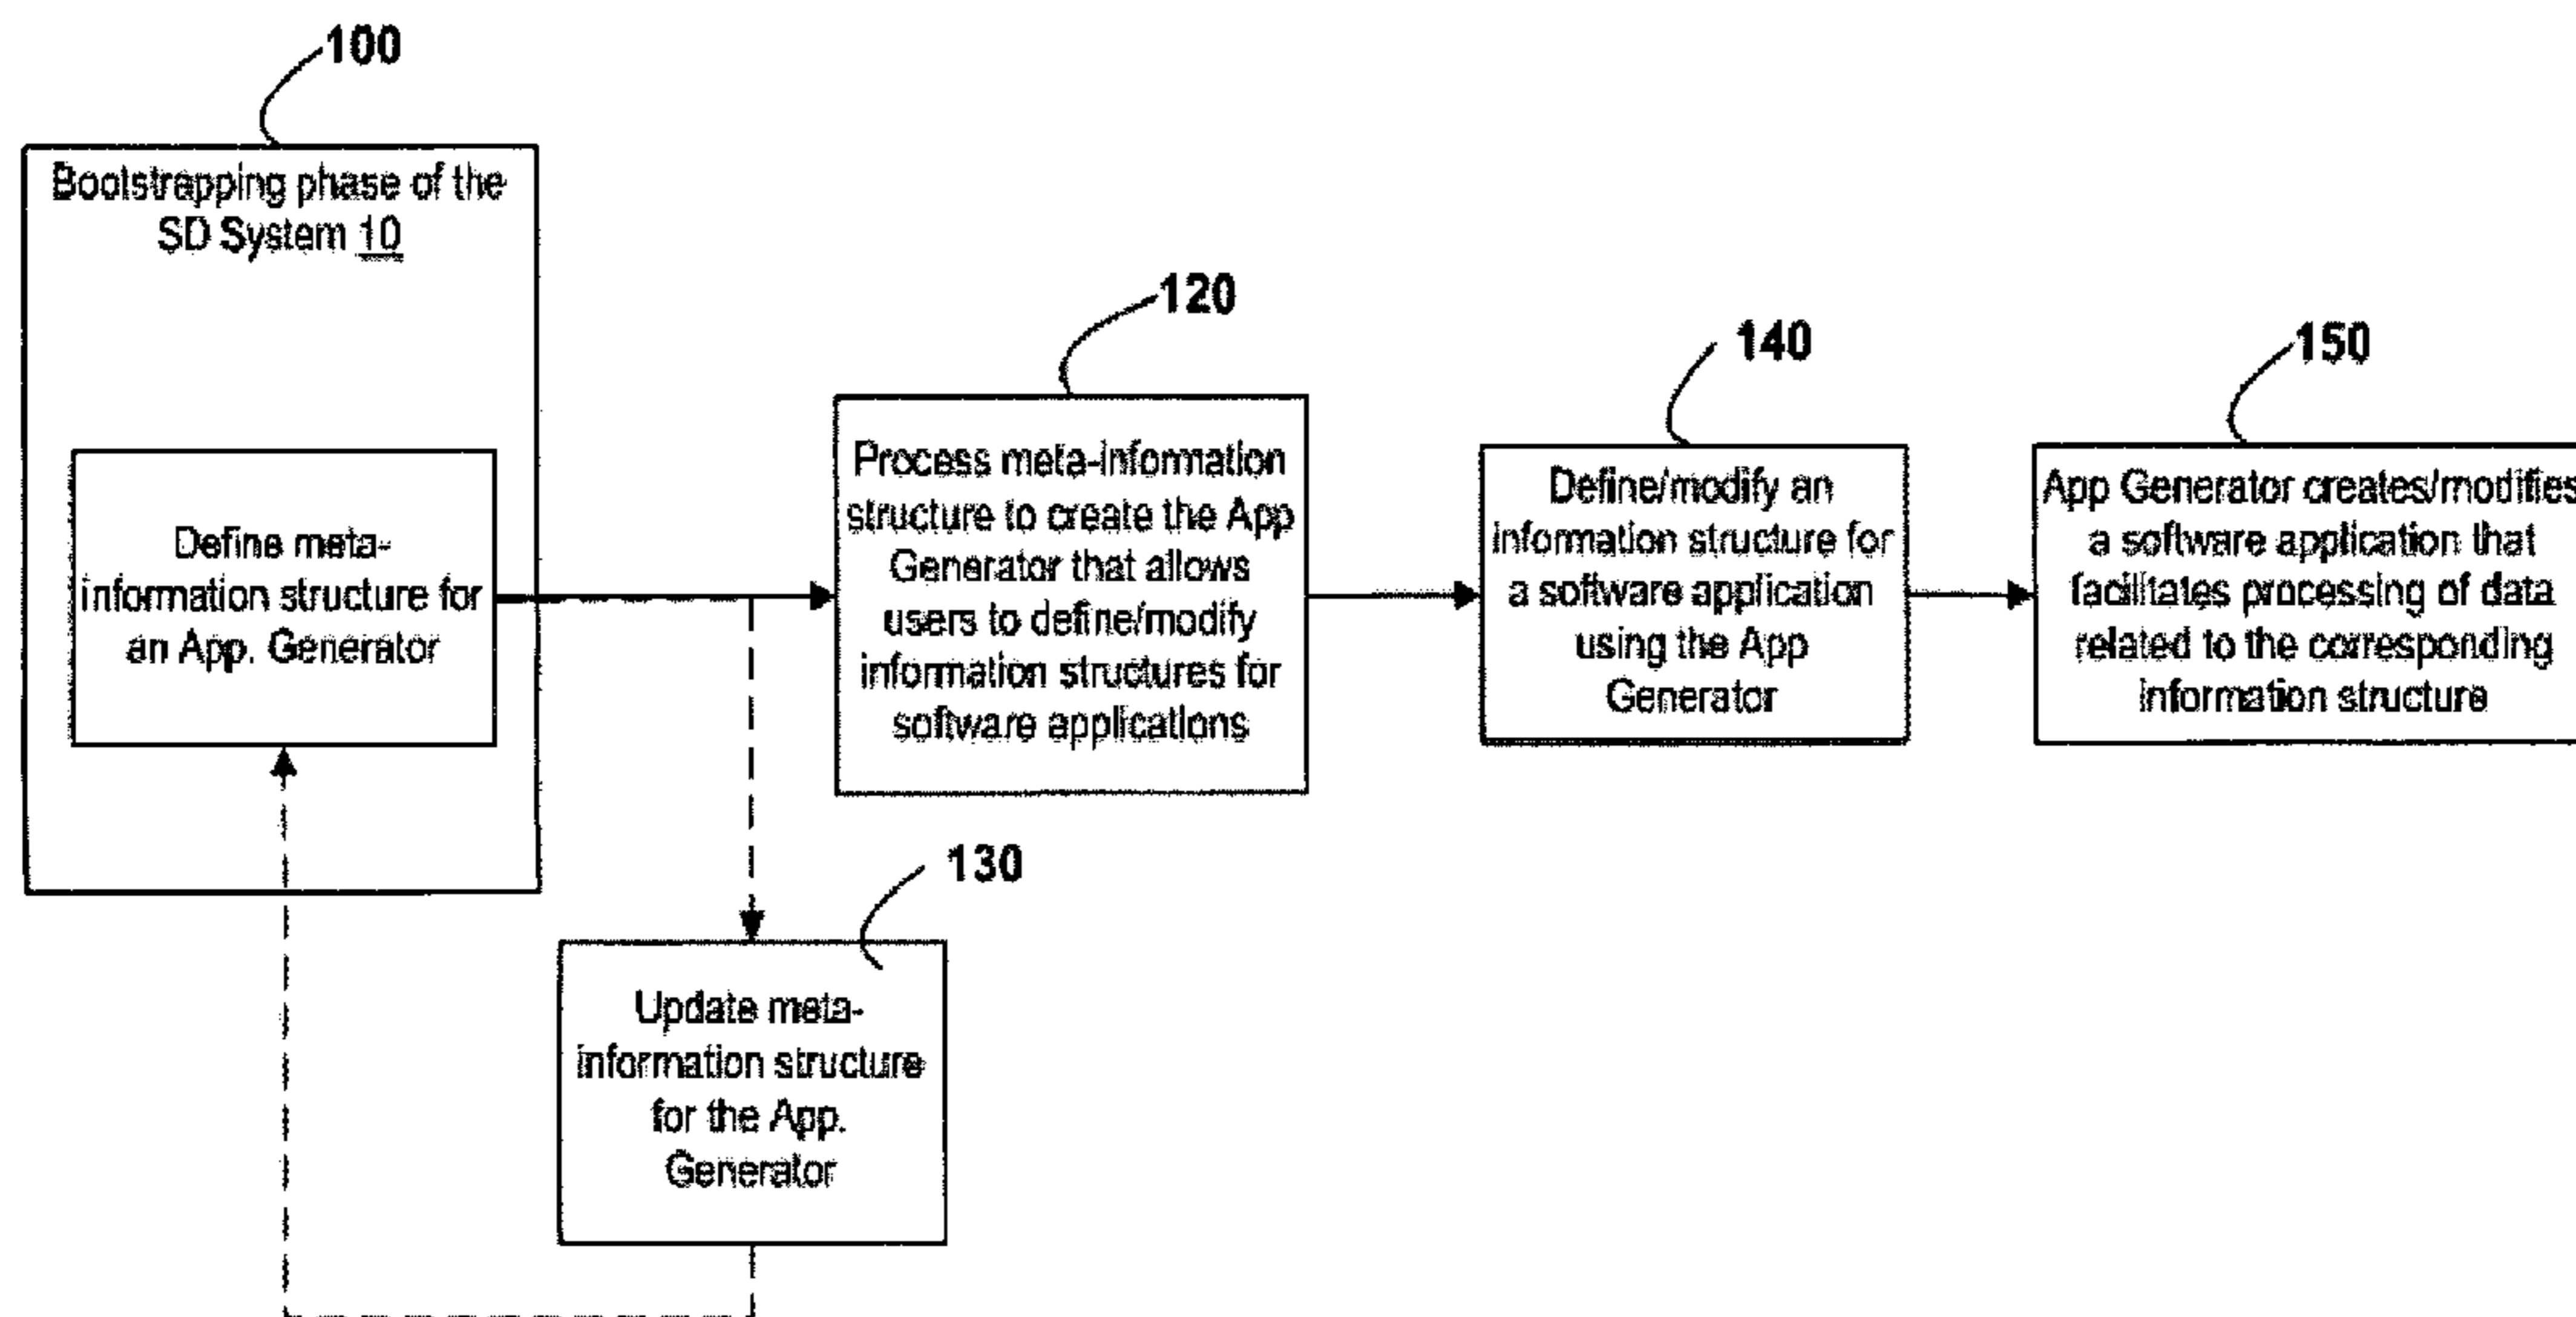 100
Bootstrapping phase of the
SD System 10
Define meta-
information structure for
an App. Generator
120
Process meta-information
structure to create the App
Generator that allows
users to define/modify
information structures for
software applications
140
Define/modify an
information structure for
a software application
using the App
Generator
150
App Generator creates/modifies
a software application that
facilitates processing of data
related to the corresponding
information structure
130
Update meta-
information structure
for the App.
Generator